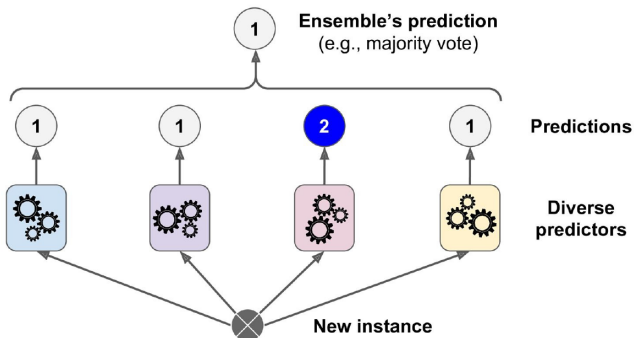 1
Ensemble's prediction
(e.g., majority vote)
1
1
2
1
Predictions
Diverse
predictors
New instance